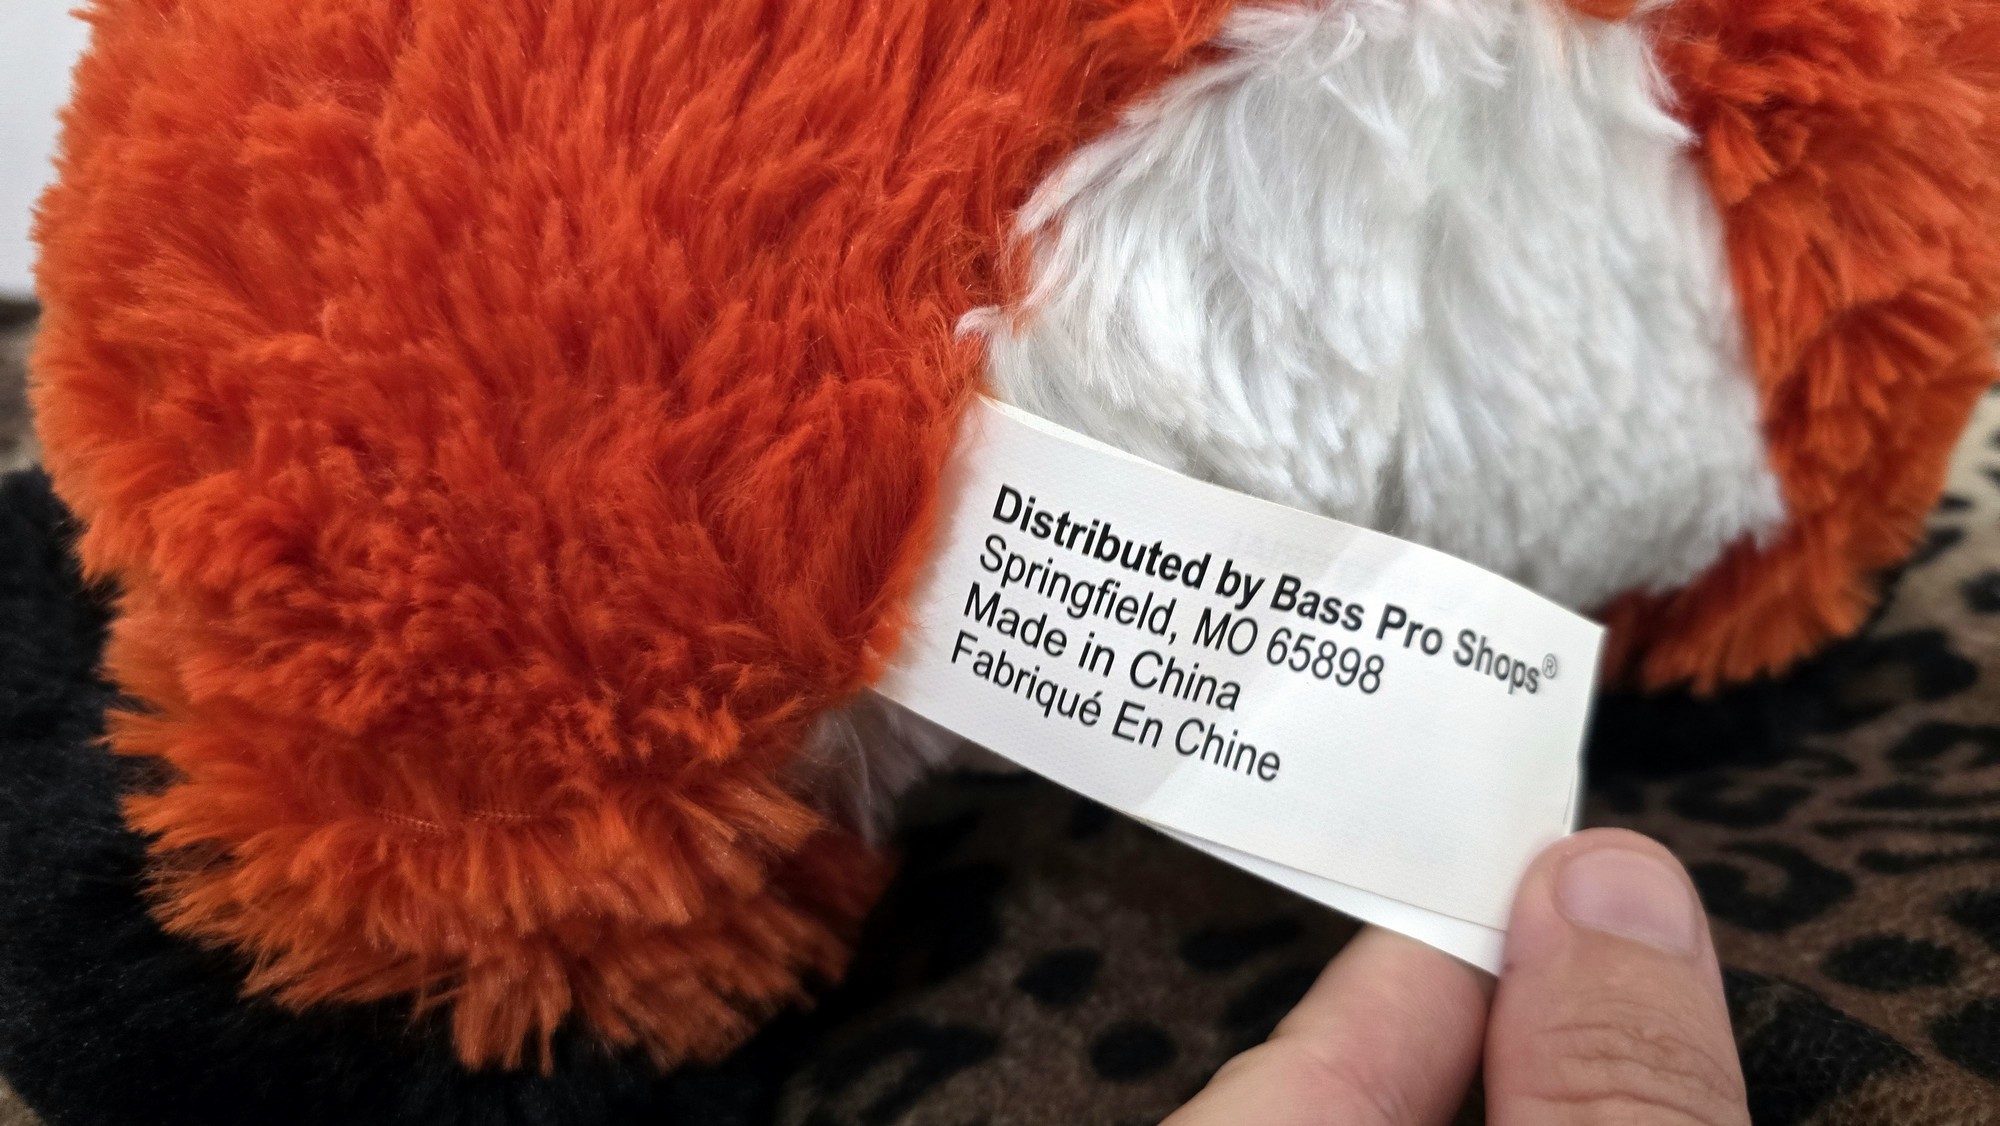 Distributed by Bass Pro Shops®
Springfield, MO 65898
Made in China
Fabriqué En Chine